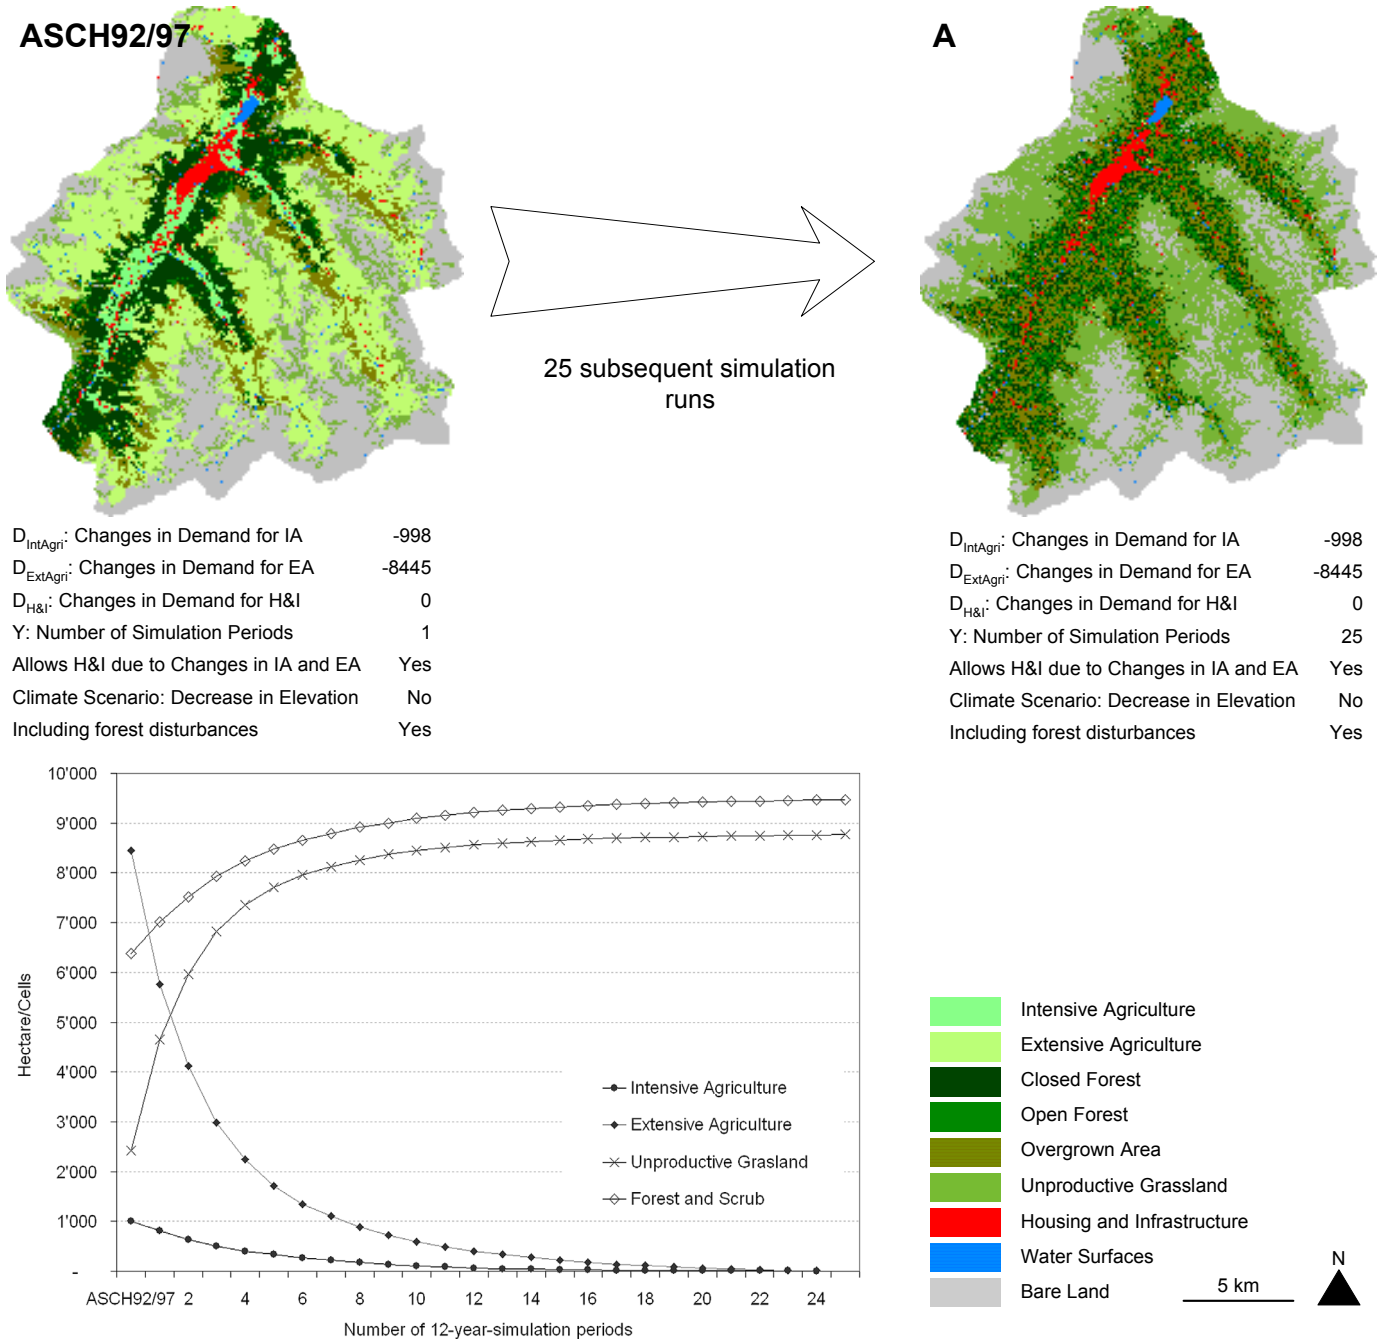 ASCH92/97
A
25 subsequent simulation
runs
D_IntAgri: Changes in Demand for IA -998
D_ExtAgri: Changes in Demand for EA -8445
D_H&I: Changes in Demand for H&I 0
Y: Number of Simulation Periods 1
Allows H&I due to Changes in IA and EA Yes
Climate Scenario: Decrease in Elevation No
Including forest disturbances Yes
D_IntAgri: Changes in Demand for IA -998
D_ExtAgri: Changes in Demand for EA -8445
D_H&I: Changes in Demand for H&I 0
Y: Number of Simulation Periods 25
Allows H&I due to Changes in IA and EA Yes
Climate Scenario: Decrease in Elevation No
Including forest disturbances Yes
10'000
9'000
8'000
7'000
6'000
5'000
4'000
3'000
2'000
1'000
-
Hectare/Cells
Intensive Agriculture
Extensive Agriculture
Unproductive Grasland
Forest and Scrub
ASCH92/97 2 4 6 8 10 12 14 16 18 20 22 24
Number of 12-year-simulation periods
Intensive Agriculture
Extensive Agriculture
Closed Forest
Open Forest
Overgrown Area
Unproductive Grassland
Housing and Infrastructure
Water Surfaces
Bare Land
5 km
N